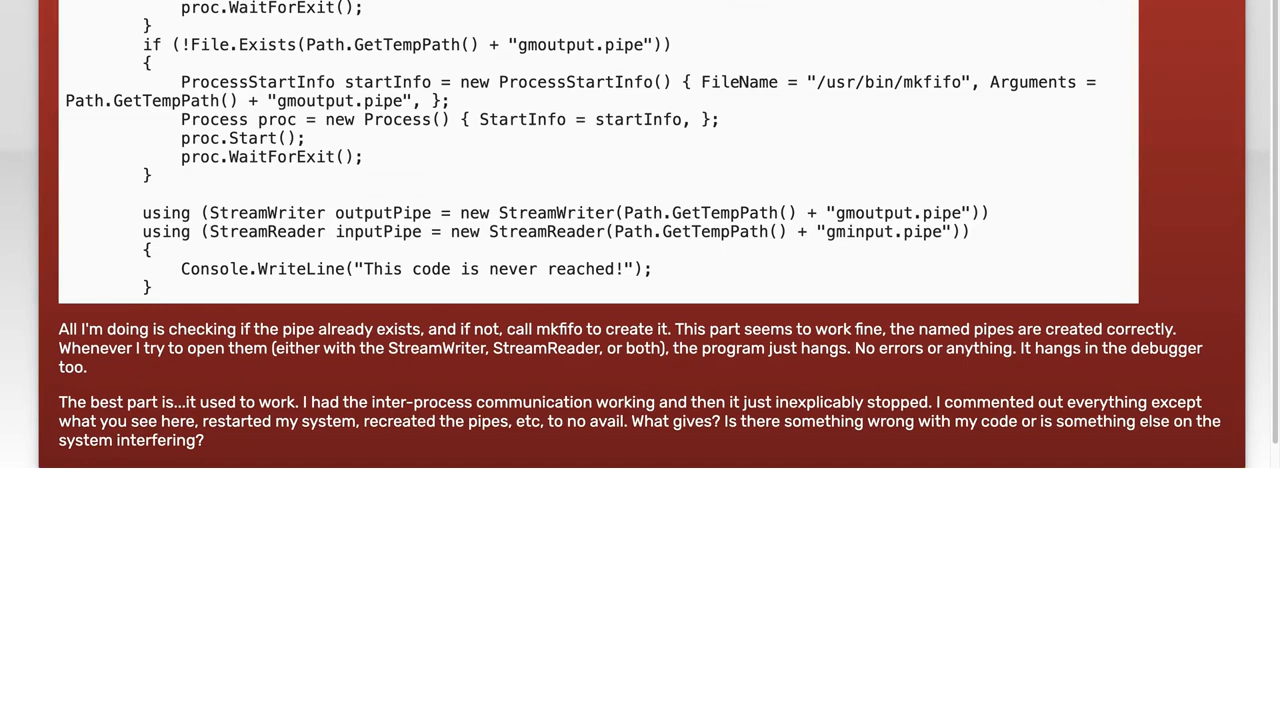 proc.WaitForExit();
}
if (!File.Exists(Path.GetTempPath() + "gmoutput.pipe"))
{
ProcessStartInfo startInfo = new ProcessStartInfo() { FileName = "/usr/bin/mkfifo", Arguments =
Path.GetTempPath() + "gmoutput.pipe", };
Process proc = new Process() { StartInfo = startInfo, };
proc.Start();
proc.WaitForExit();
}
using (StreamWriter outputPipe = new StreamWriter(Path.GetTempPath() + "gmoutput.pipe"))
using (StreamReader inputPipe = new StreamReader(Path.GetTempPath() + "gminput.pipe"))
{
Console.WriteLine("This code is never reached!");
}
All I'm doing is checking if the pipe already exists, and if not, call mkfifo to create it. This part seems to work fine, the named pipes are created correctly.
Whenever I try to open them (either with the StreamWriter, StreamReader, or both), the program just hangs. No errors or anything. It hangs in the debugger
too.
The best part is...it used to work. I had the inter-process communication working and then it just inexplicably stopped. I commented out everything except
what you see here, restarted my system, recreated the pipes, etc, to no avail. What gives? Is there something wrong with my code or is something else on the
system interfering?